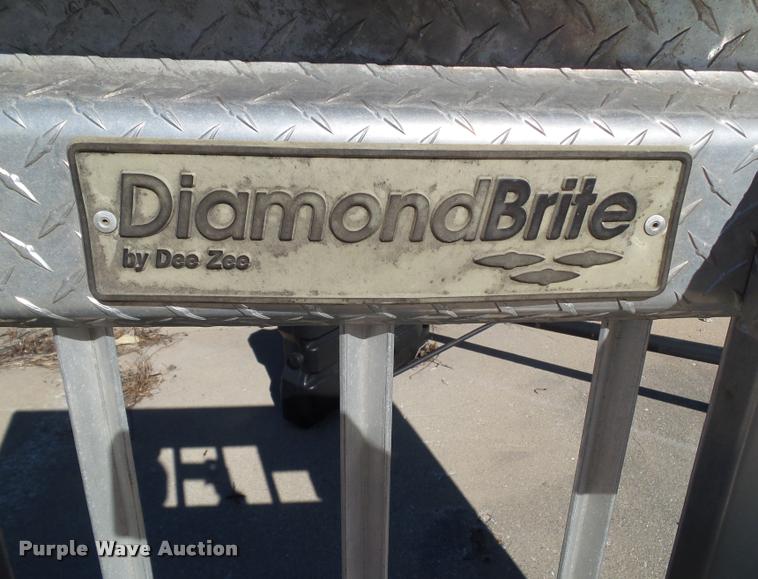 DiamondBrite
by Dee Zee
Purple Wave Auction